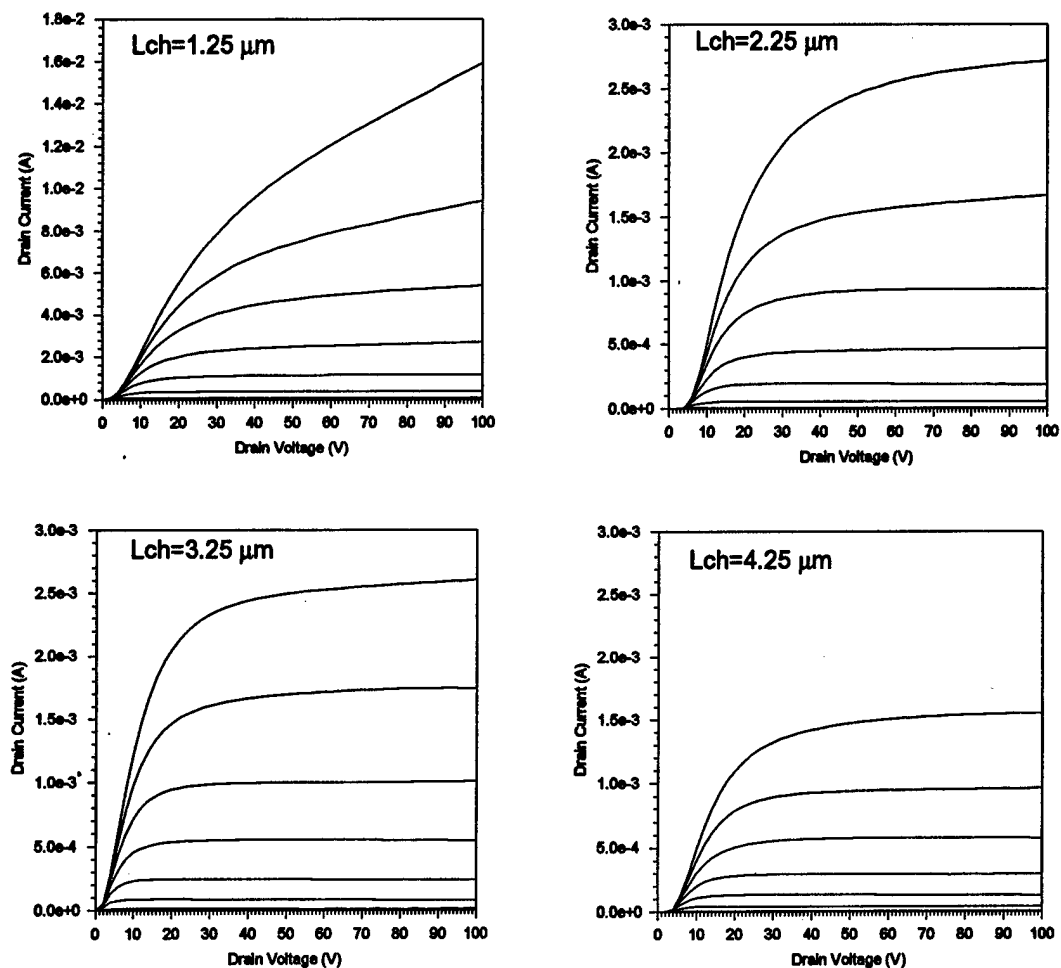 Lch=1.25 μm
1.8e-2
1.6e-2
1.4e-2
1.2e-2
1.0e-2
8.0e-3
6.0e-3
4.0e-3
2.0e-3
0.0e+0
Drain Current (A)
0 10 20 30 40 50 60 70 80 90 100
Drain Voltage (V)
Lch=2.25 μm
3.0e-3
2.5e-3
2.0e-3
1.5e-3
1.0e-3
5.0e-4
0.0e+0
Drain Current (A)
0 10 20 30 40 50 60 70 80 90 100
Drain Voltage (V)
Lch=3.25 μm
3.0e-3
2.5e-3
2.0e-3
1.5e-3
1.0e-3
5.0e-4
0.0e+0
Drain Current (A)
0 10 20 30 40 50 60 70 80 90 100
Drain Voltage (V)
Lch=4.25 μm
3.0e-3
2.5e-3
2.0e-3
1.5e-3
1.0e-3
5.0e-4
0.0e+0
Drain Current (A)
0 10 20 30 40 50 60 70 80 90 100
Drain Voltage (V)